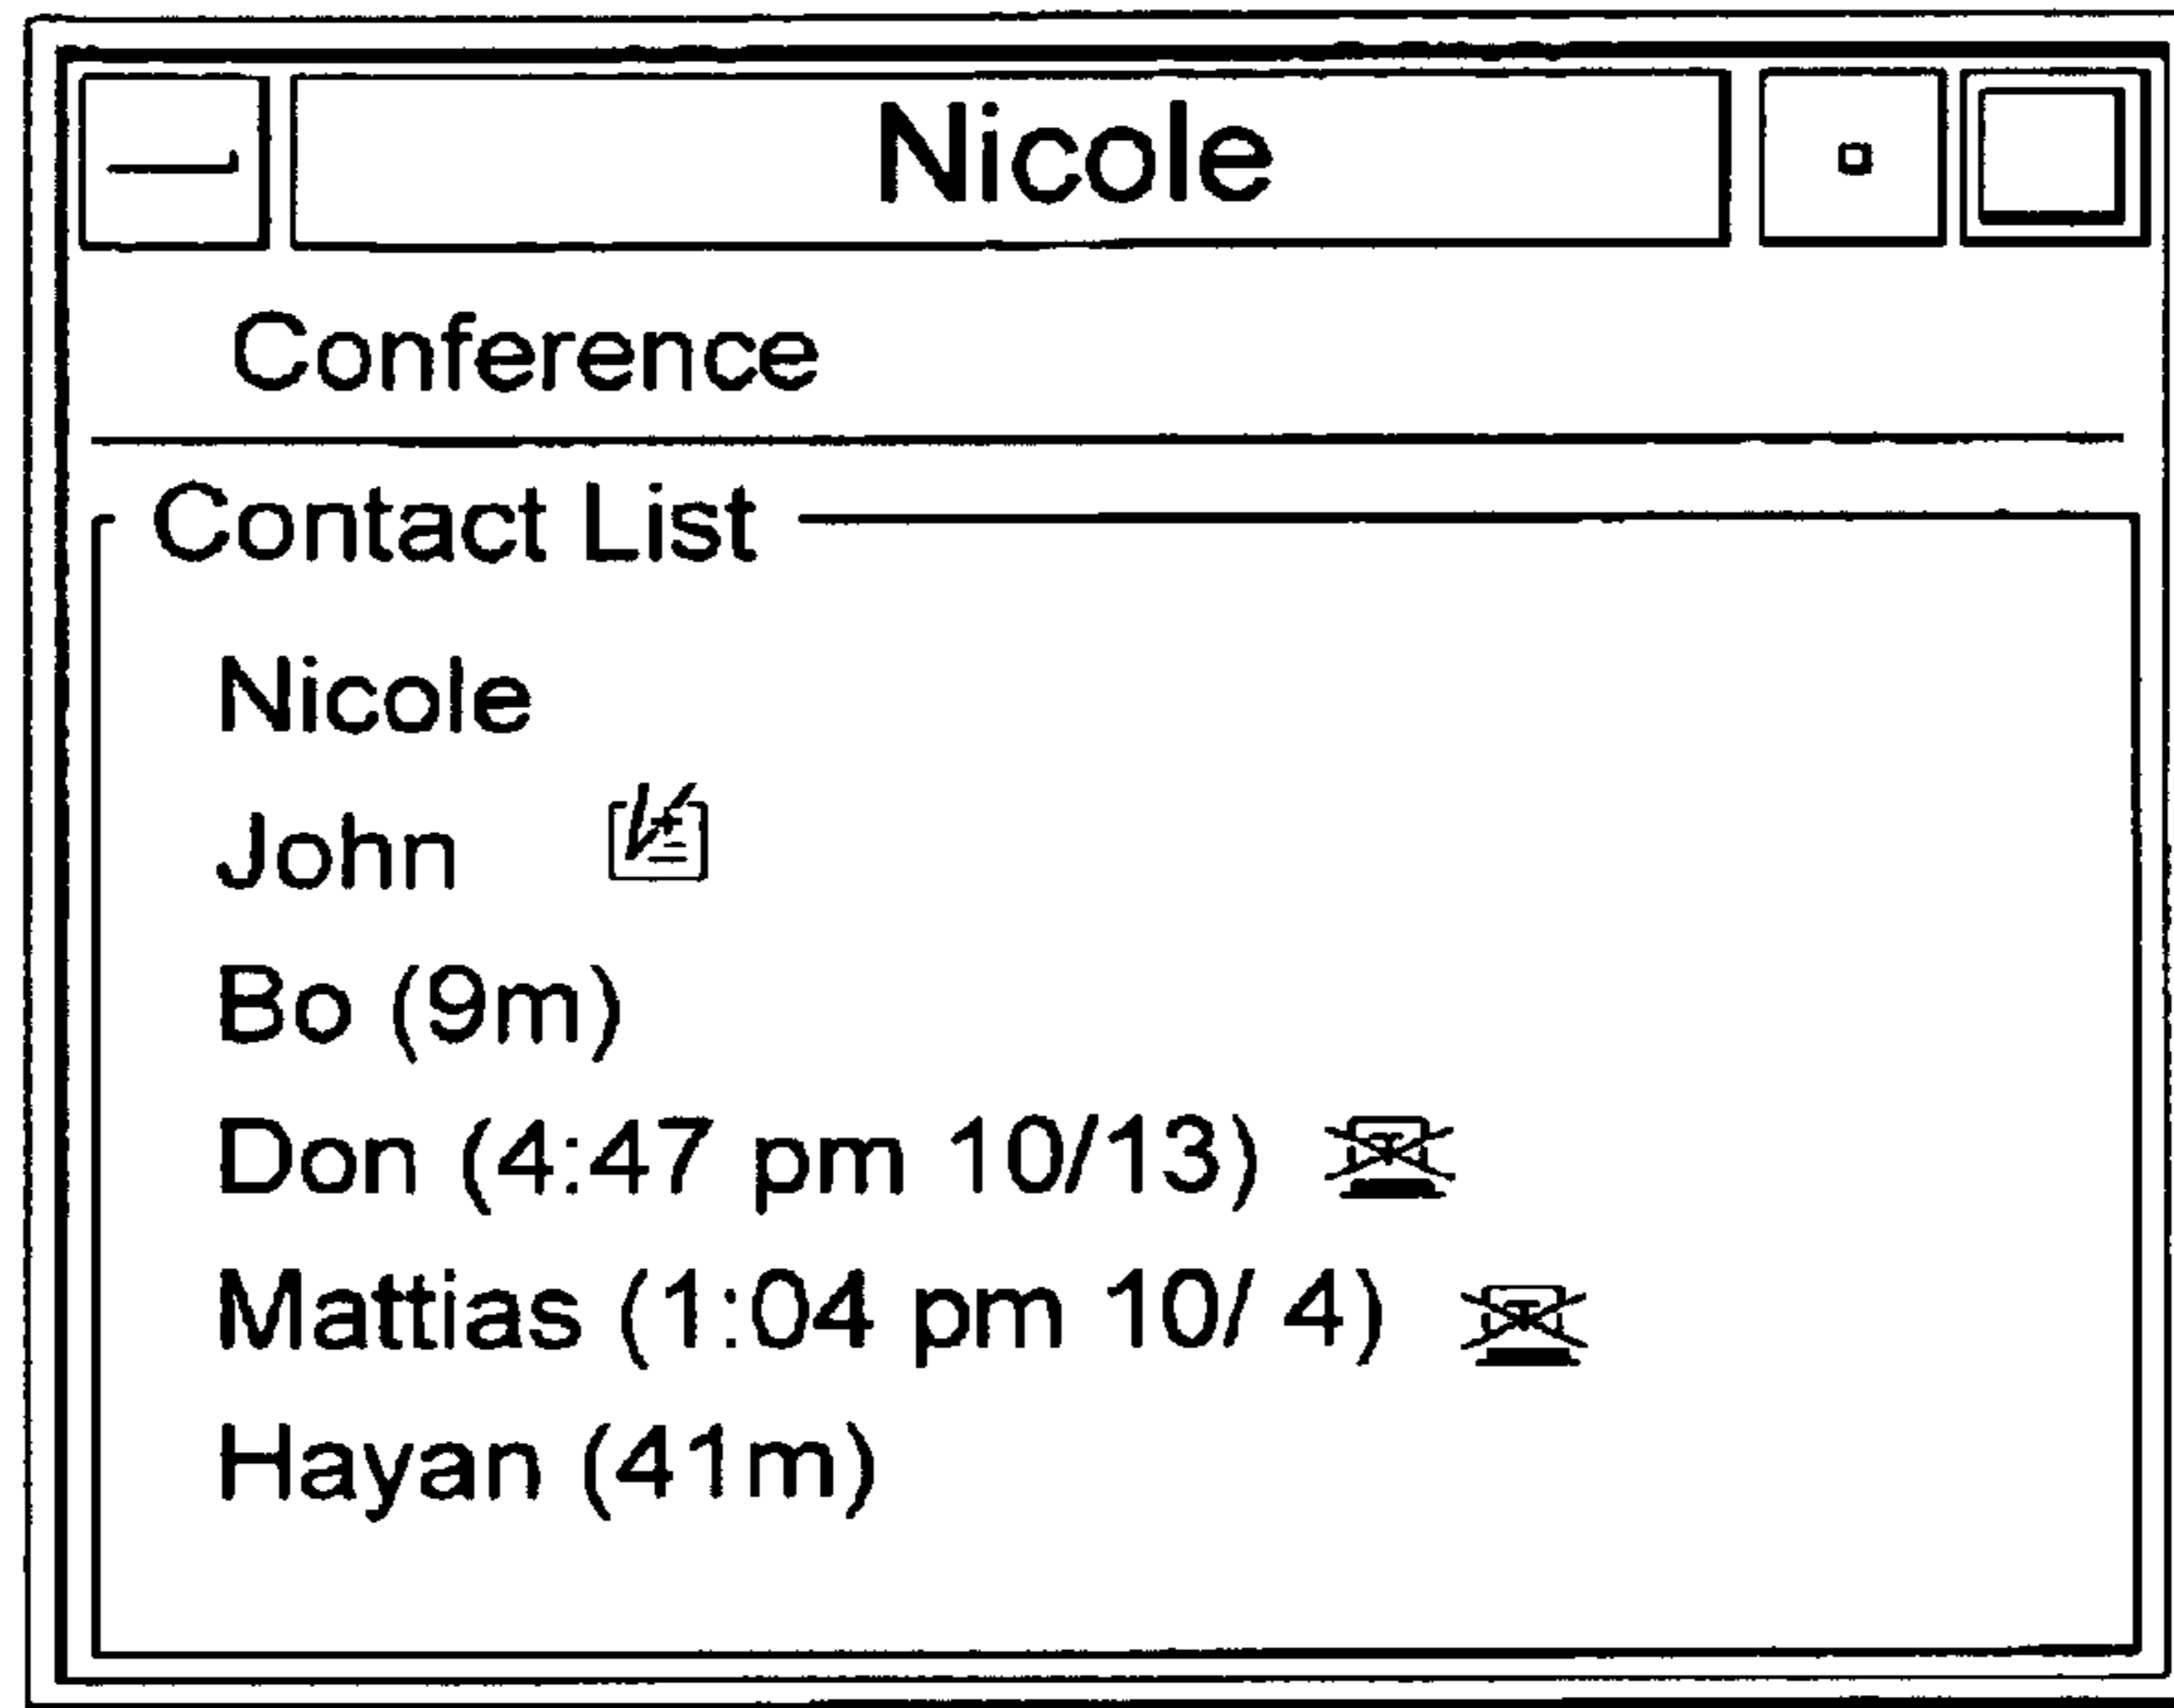 Nicole
Conference
Contact List
Nicole
John
Bo (9m)
Don (4:47 pm 10/13)
Mattias (1:04 pm 10/ 4)
Hayan (41m)